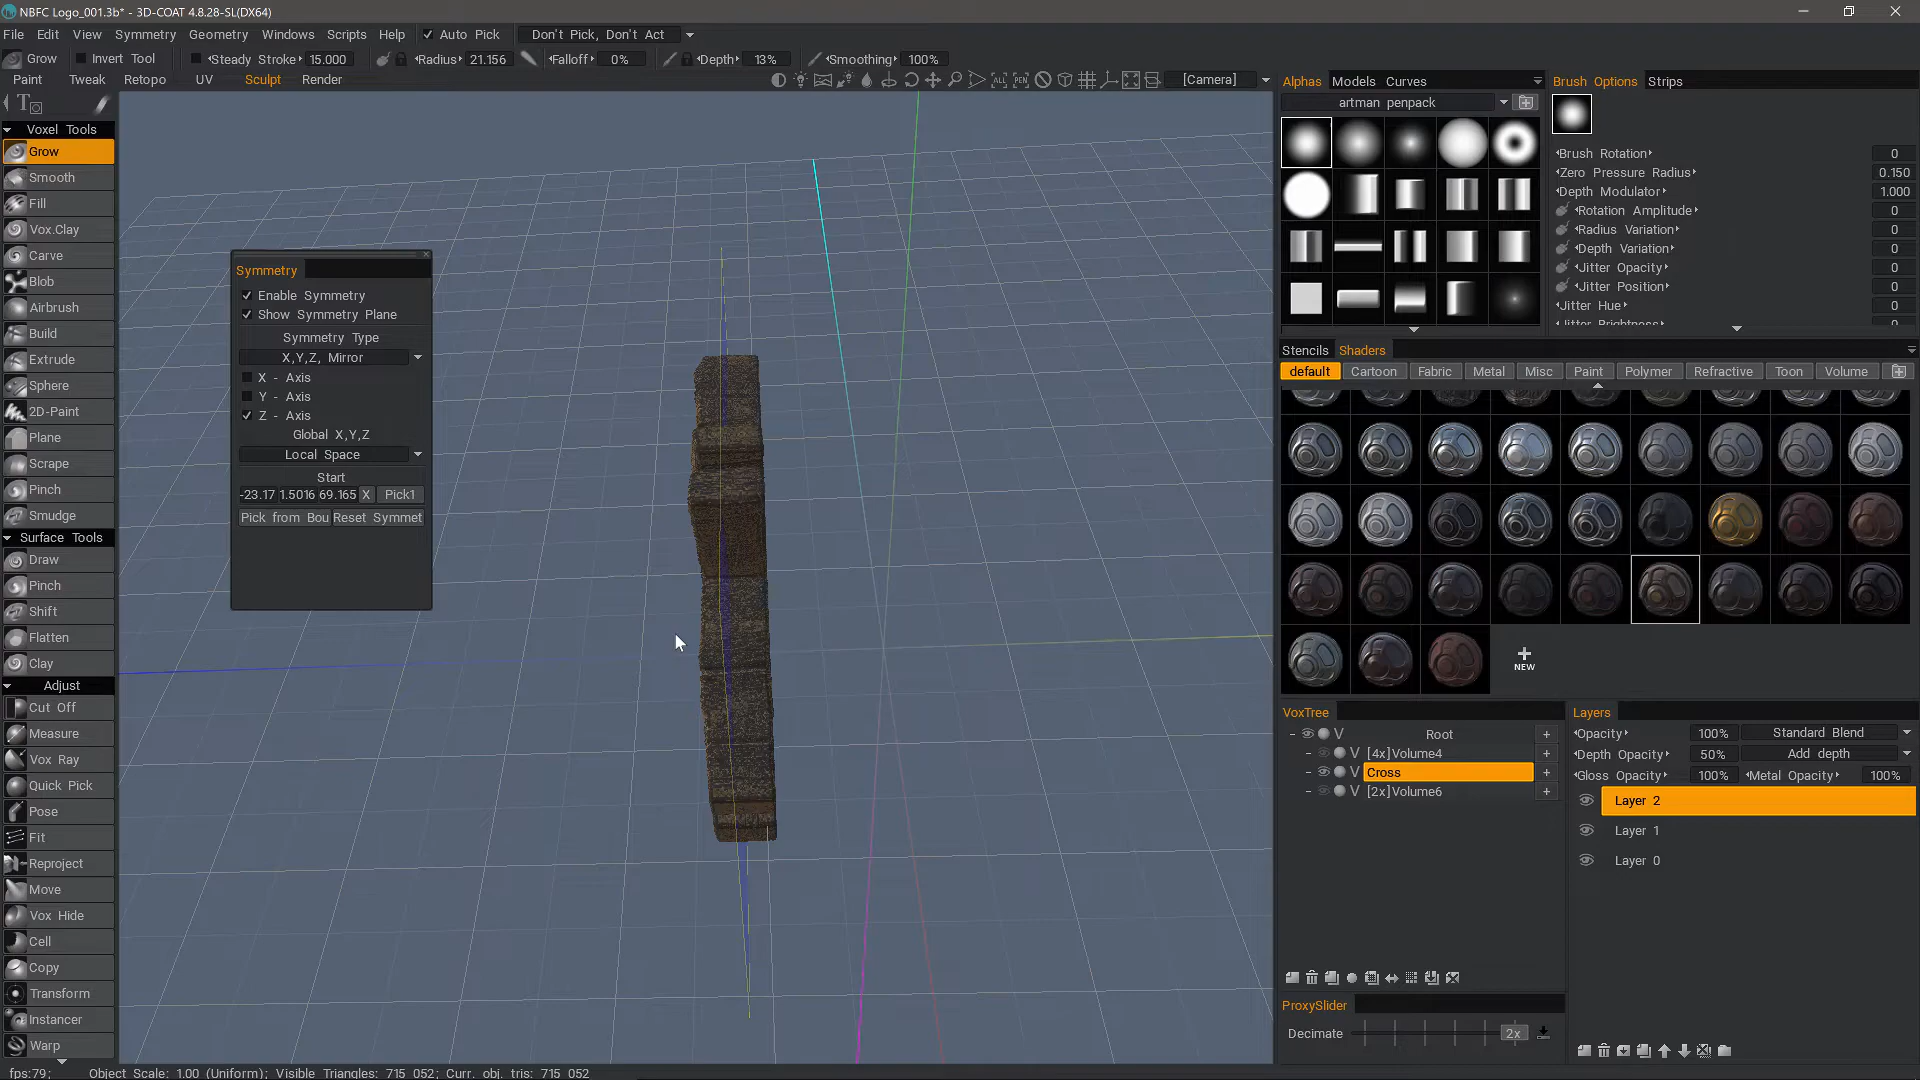 NBFC Logo_001.3b* - 3D-COAT 4.8.28-SL(DX64)
File Edit View Symmetry Geometry Windows Scripts Help Auto Pick Don't Pick, Don't Act
Grow Invert Tool Steady Stroke 15.000 Radius 21.156 Falloff 0% Depth 13% Smoothing 100%
Paint Tweak Retopo UV Sculpt Render [Camera]
Voxel Tools
Grow
Smooth
Fill
Vox.Clay
Carve
Blob
Airbrush
Build
Extrude
Sphere
2D-Paint
Plane
Scrape
Pinch
Smudge
Surface Tools
Draw
Pinch
Shift
Flatten
Clay
Adjust
Cut Off
Measure
Vox Ray
Quick Pick
Pose
Fit
Reproject
Move
Vox Hide
Cell
Copy
Transform
Instancer
Warp
Symmetry
Enable Symmetry
Show Symmetry Plane
Symmetry Type
X,Y,Z, Mirror
X - Axis
Y - Axis
Z - Axis
Global X,Y,Z
Local Space
Start
-23.17 1.5016 69.165 X Pick1
Pick from Bou Reset Symmet
Alphas Models Curves
artman penpack
Brush Options Strips
Brush Rotation 0
Zero Pressure Radius 0.150
Depth Modulator 1.000
Rotation Amplitude 0
Radius Variation 0
Depth Variation 0
Jitter Opacity 0
Jitter Position 0
Jitter Hue 0
Jitter Brightness 0
Stencils Shaders
default Cartoon Fabric Metal Misc Paint Polymer Refractive Toon Volume
NEW
VoxTree
V Root +
V [4x]Volume4 +
V Cross +
V [2x]Volume6 +
ProxySlider
Decimate 2x
Layers
Opacity 100% Standard Blend
Depth Opacity 50% Add depth
Gloss Opacity 100% Metal Opacity 100%
Layer 2
Layer 1
Layer 0
fps:79; Object Scale: 1.00 (Uniform); Visible Triangles: 715 052; Curr. obj. tris: 715 052